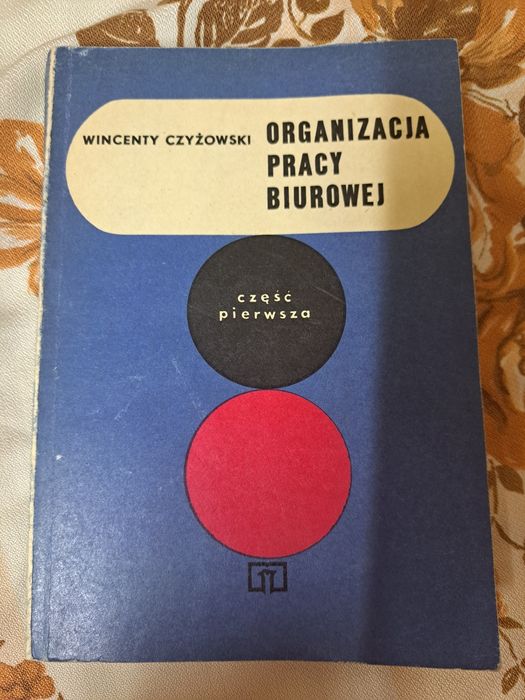 WINCENTY CZYŻOWSKI
ORGANIZACJA
PRACY
BIUROWEJ
część
pierwsza